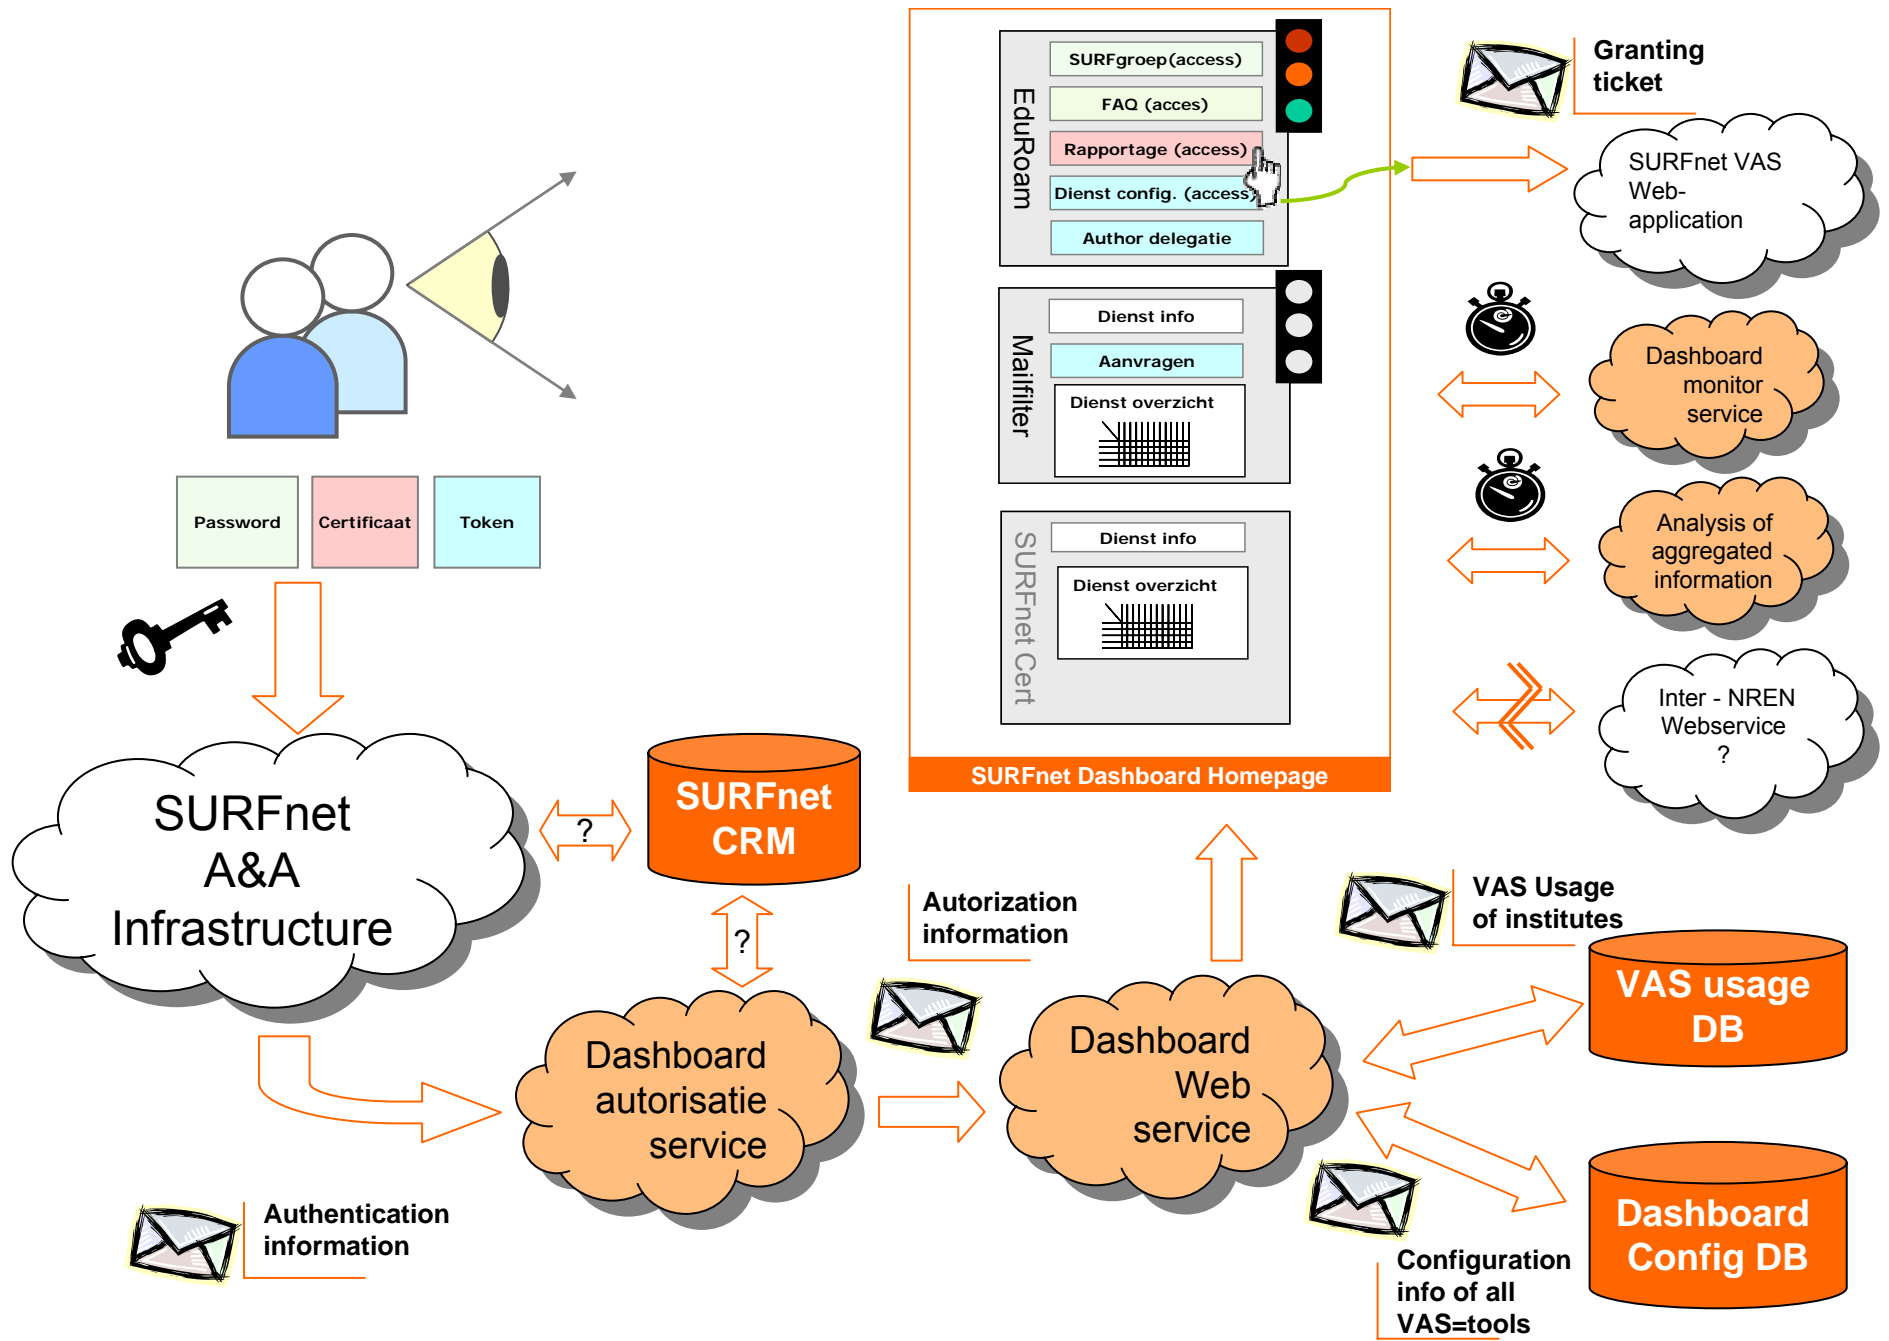 Granting
ticket
SURFgroep(access)
FAQ (acces)
Rapportage (access)
Dienst config. (access)
Author delegatie
EduRoam
SURFnet VAS
Web-
application
Dienst info
Aanvragen
Dienst overzicht
Mailfilter
Dashboard
monitor
service
Password
Certificaat
Token
Dienst info
Dienst overzicht
SURFnet Cert
Analysis of
aggregated
information
Inter - NREN
Webservice
?
SURFnet Dashboard Homepage
SURFnet
A&A
Infrastructure
?
SURFnet
CRM
?
Autorization
information
VAS Usage
of institutes
VAS usage
DB
Dashboard
autorisatie
service
Dashboard
Web
service
Authentication
information
Dashboard
Config DB
Configuration
info of all
VAS=tools